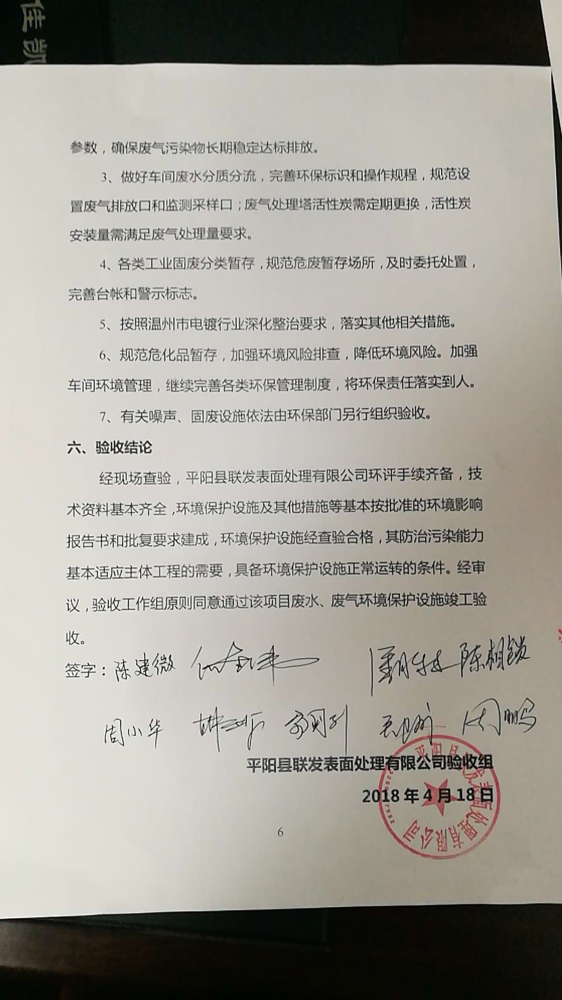 佳凯
参数，确保废气污染物长期稳定达标排放。
3、做好车间废水分质分流，完善环保标识和操作规程，规范设
置废气排放口和监测采样口；废气处理塔活性炭需定期更换，活性炭
安装量需满足废气处理量要求。
4、各类工业固废分类暂存，规范危废暂存场所，及时委托处置，
完善台帐和警示标志。
5、按照温州市电镀行业深化整治要求，落实其他相关措施。
6、规范危化品暂存，加强环境风险排查，降低环境风险。加强
车间环境管理，继续完善各类环保管理制度，将环保责任落实到人。
7、有关噪声、固废设施依法由环保部门另行组织验收。
六、验收结论
经现场查验，平阳县联发表面处理有限公司环评手续齐备，技
术资料基本齐全，环境保护设施及其他措施等基本按批准的环境影响
报告书和批复要求建成，环境保护设施经查验合格，其防治污染能力
基本适应主体工程的需要，具备环境保护设施正常运转的条件。经审
议，验收工作组原则同意通过该项目废水、废气环境保护设施竣工验
收。
签字：陈建微 陈相锁
周小华 周鹏
平阳县联发表面处理有限公司验收组
2018年4月18日
6